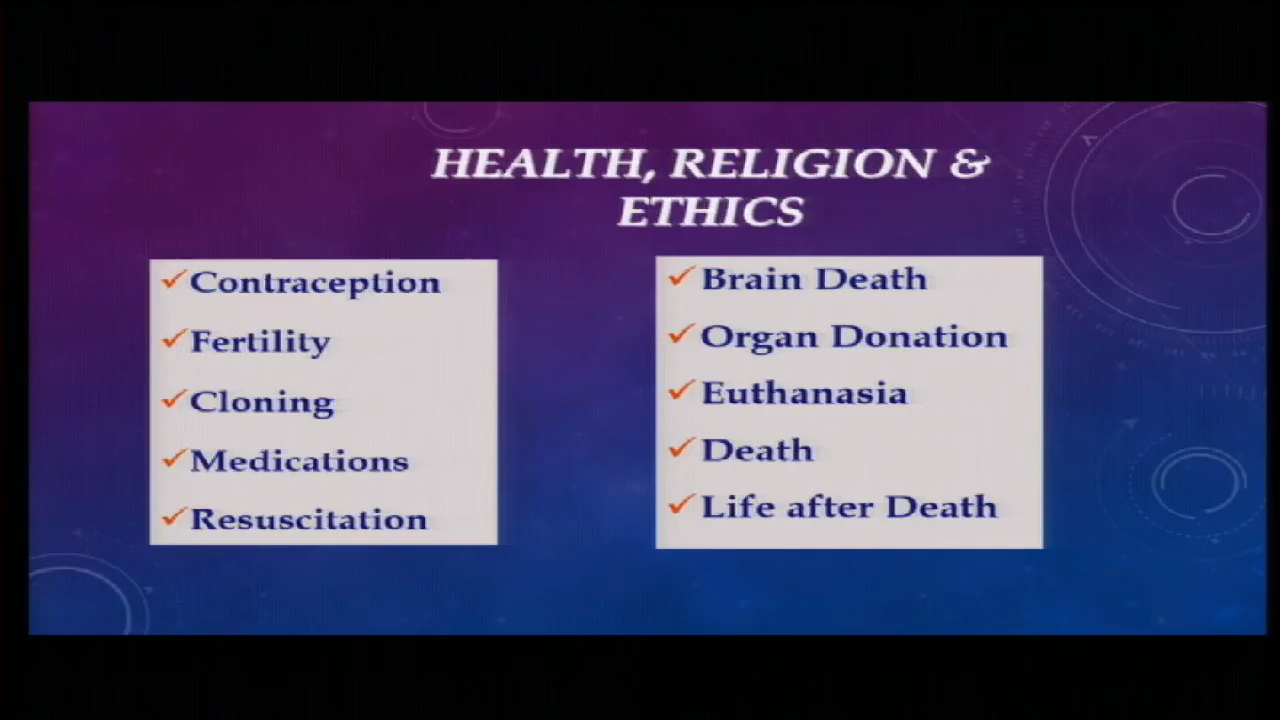 HEALTH, RELIGION &
ETHICS
✓Contraception
✓Fertility
✓Cloning
✓Medications
✓Resuscitation
✓Brain Death
✓Organ Donation
✓Euthanasia
✓Death
✓Life after Death